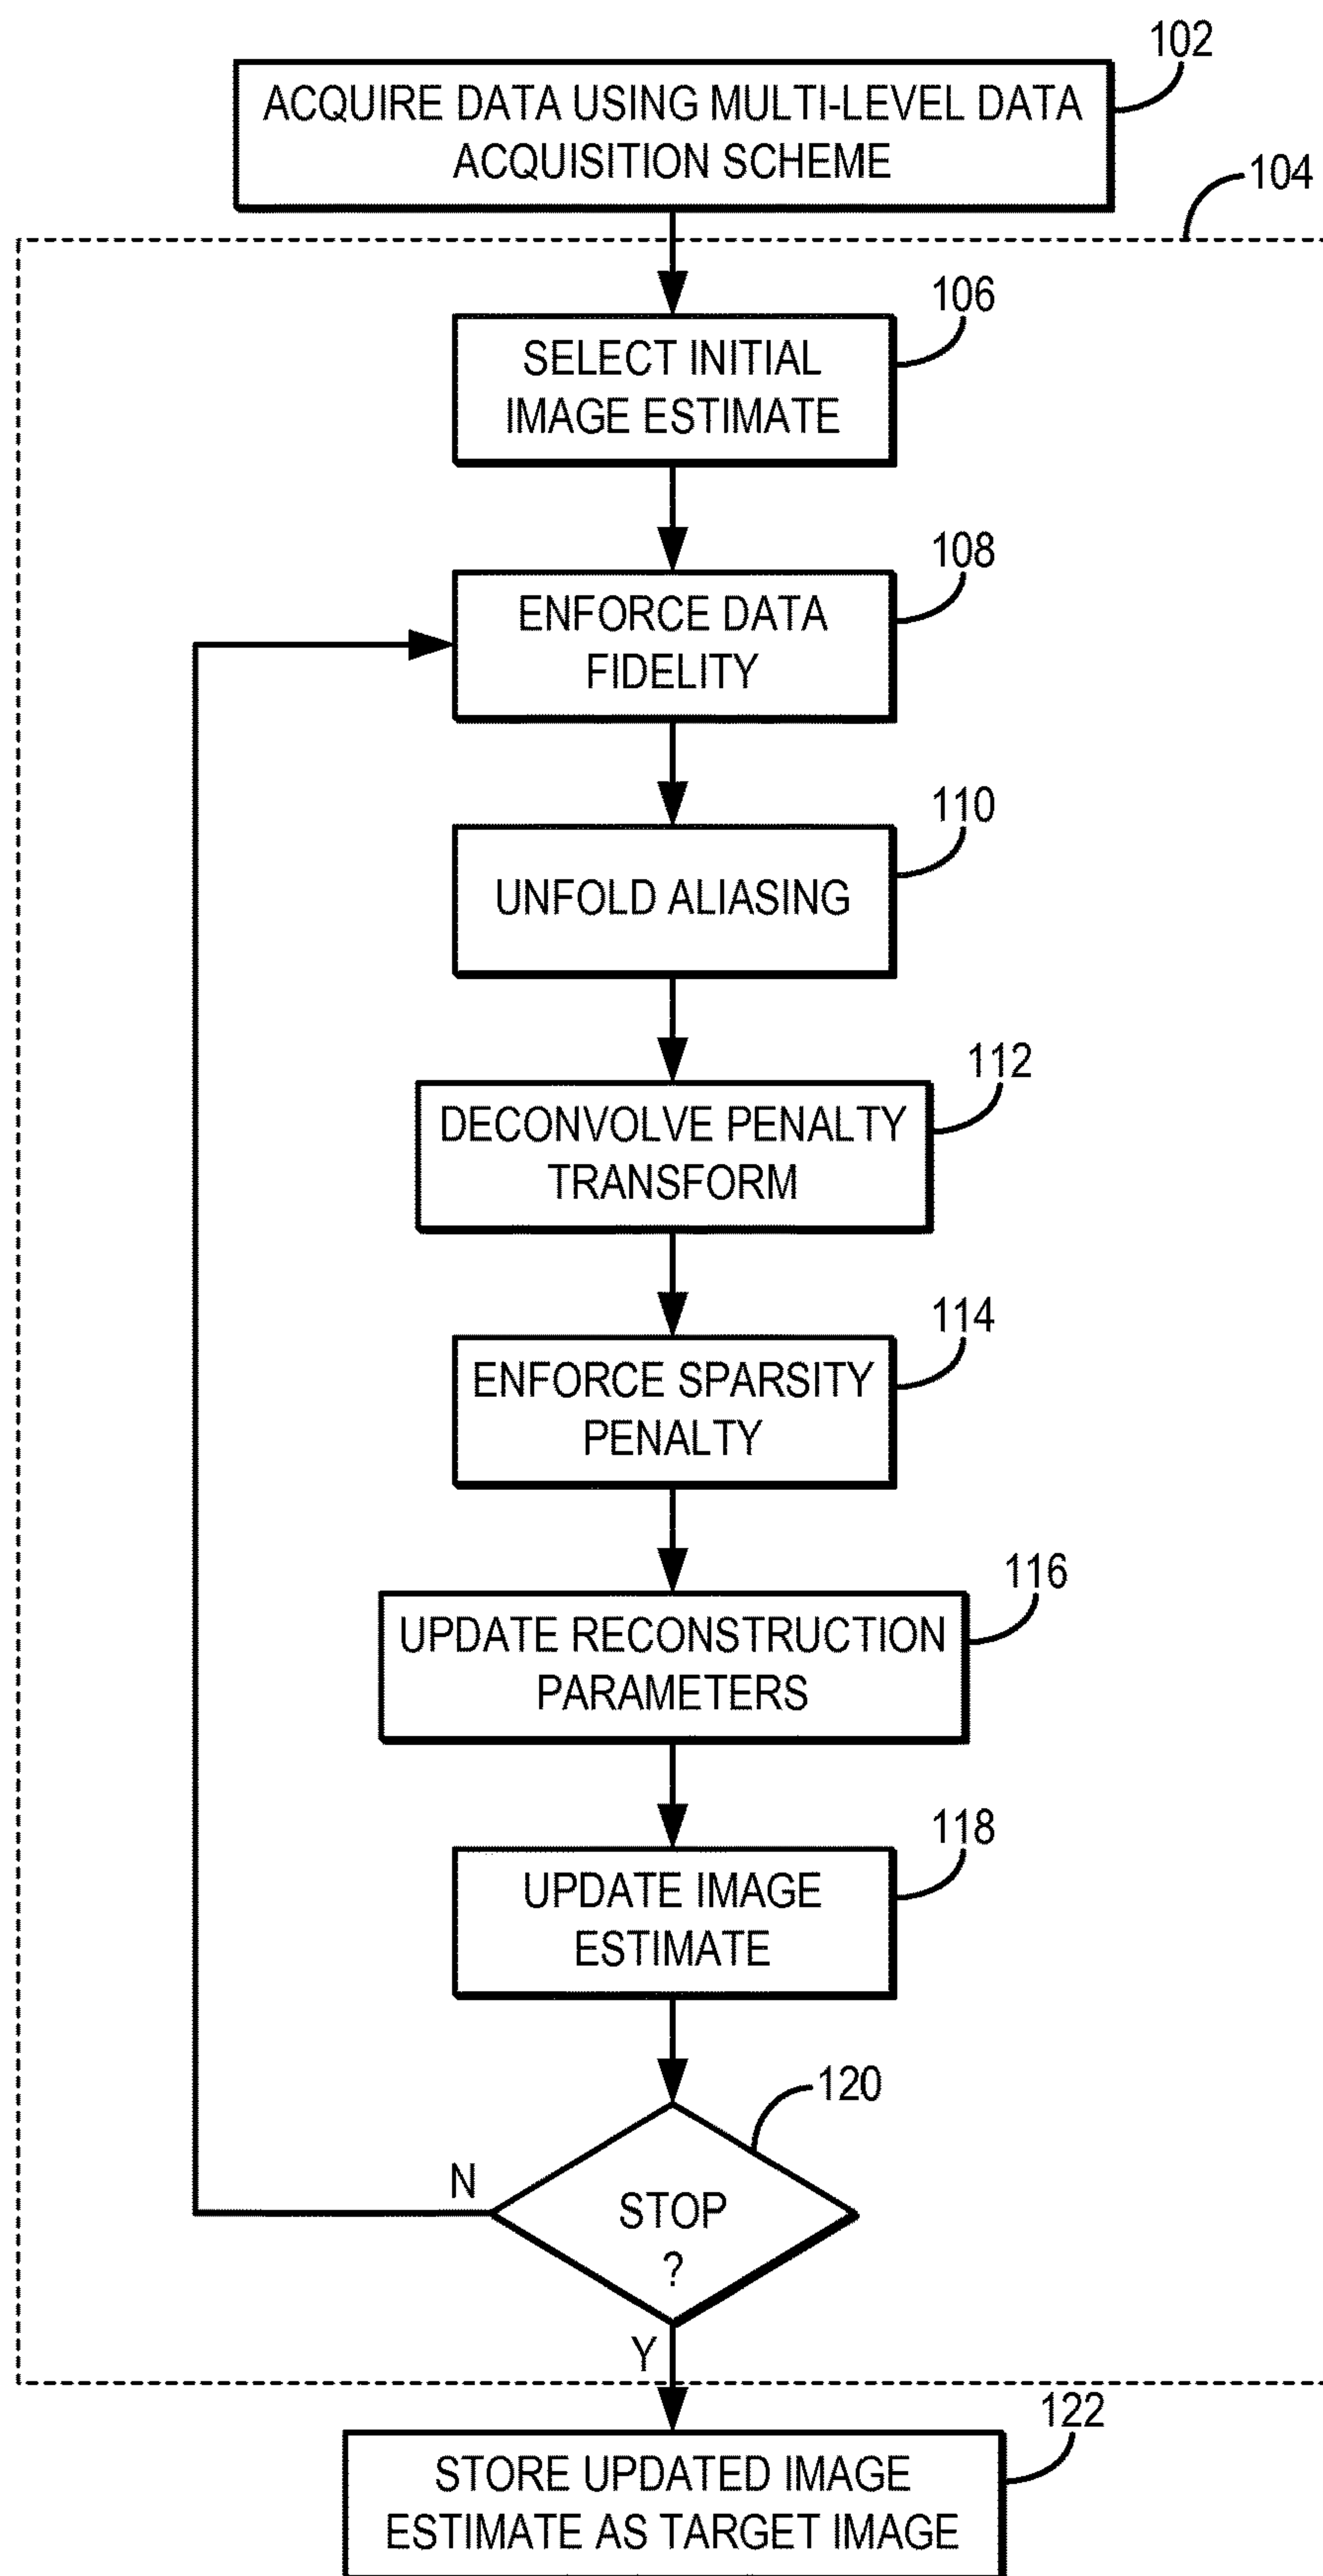 102
ACQUIRE DATA USING MULTI-LEVEL DATA
ACQUISITION SCHEME
104
106
SELECT INITIAL
IMAGE ESTIMATE
108
ENFORCE DATA
FIDELITY
110
UNFOLD ALIASING
112
DECONVOLVE PENALTY
TRANSFORM
114
ENFORCE SPARSITY
PENALTY
116
UPDATE RECONSTRUCTION
PARAMETERS
118
UPDATE IMAGE
ESTIMATE
120
N
STOP
?
Y
122
STORE UPDATED IMAGE
ESTIMATE AS TARGET IMAGE